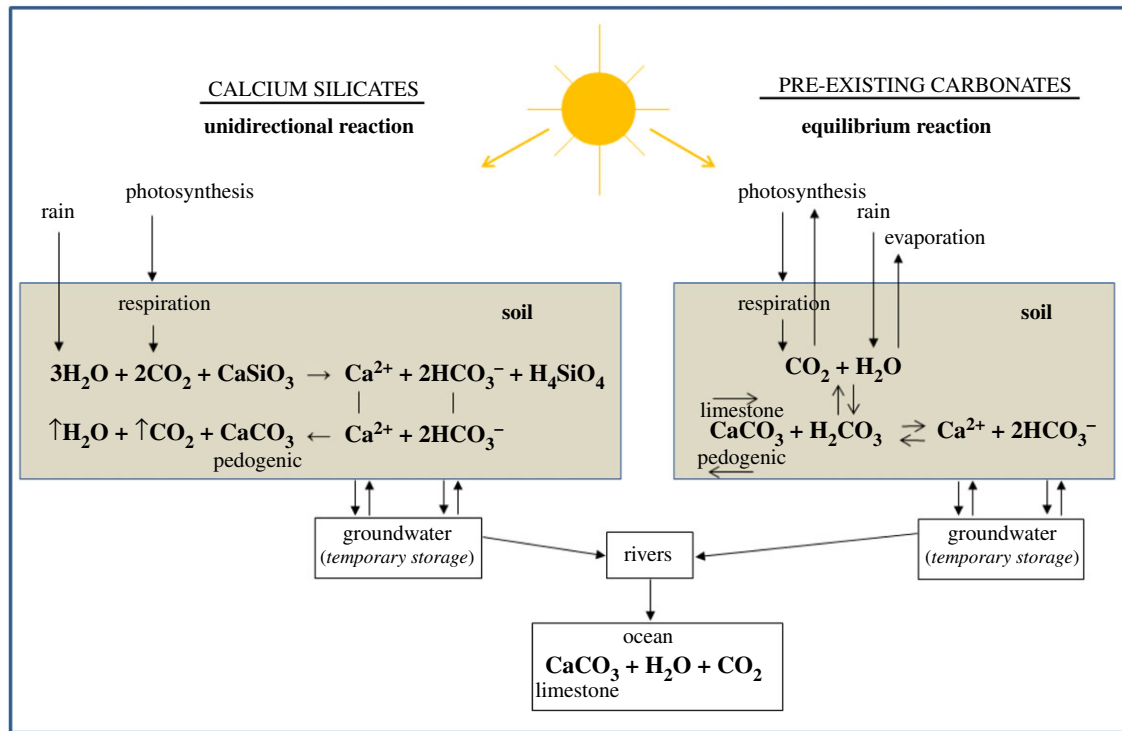 CALCIUM SILICATES
unidirectional reaction
PRE-EXISTING CARBONATES
equilibrium reaction
photosynthesis
rain
respiration
soil
3H₂O + 2CO₂ + CaSiO₃ → Ca²⁺ + 2HCO₃⁻ + H₄SiO₄
↑H₂O + ↑CO₂ + CaCO₃ ← Ca²⁺ + 2HCO₃⁻
pedogenic
photosynthesis
rain
evaporation
respiration
soil
CO₂ + H₂O
limestone
CaCO₃ + H₂CO₃ ⇌ Ca²⁺ + 2HCO₃⁻
pedogenic
groundwater
(temporary storage)
rivers
groundwater
(temporary storage)
ocean
CaCO₃ + H₂O + CO₂
limestone